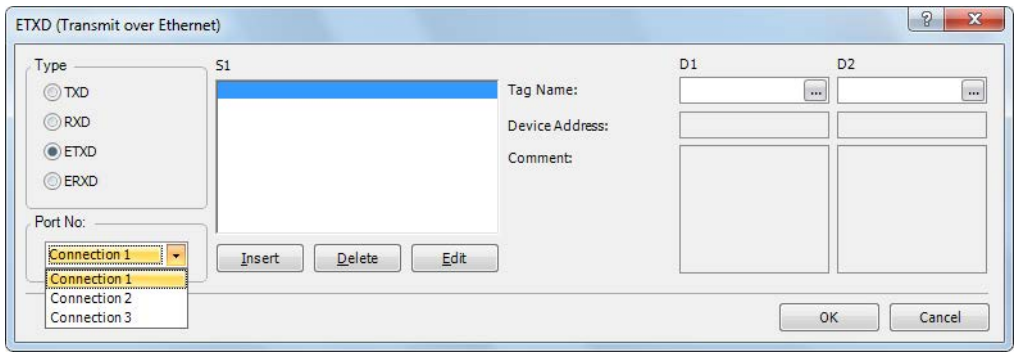 ETXD (Transmit over Ethernet)
Type
TXD
RXD
ETXD
ERXD
Port No:
Connection 1
Connection 1
Connection 2
Connection 3
S1
Insert Delete Edit
D1 D2
Tag Name: ... ...
Device Address:
Comment:
OK Cancel